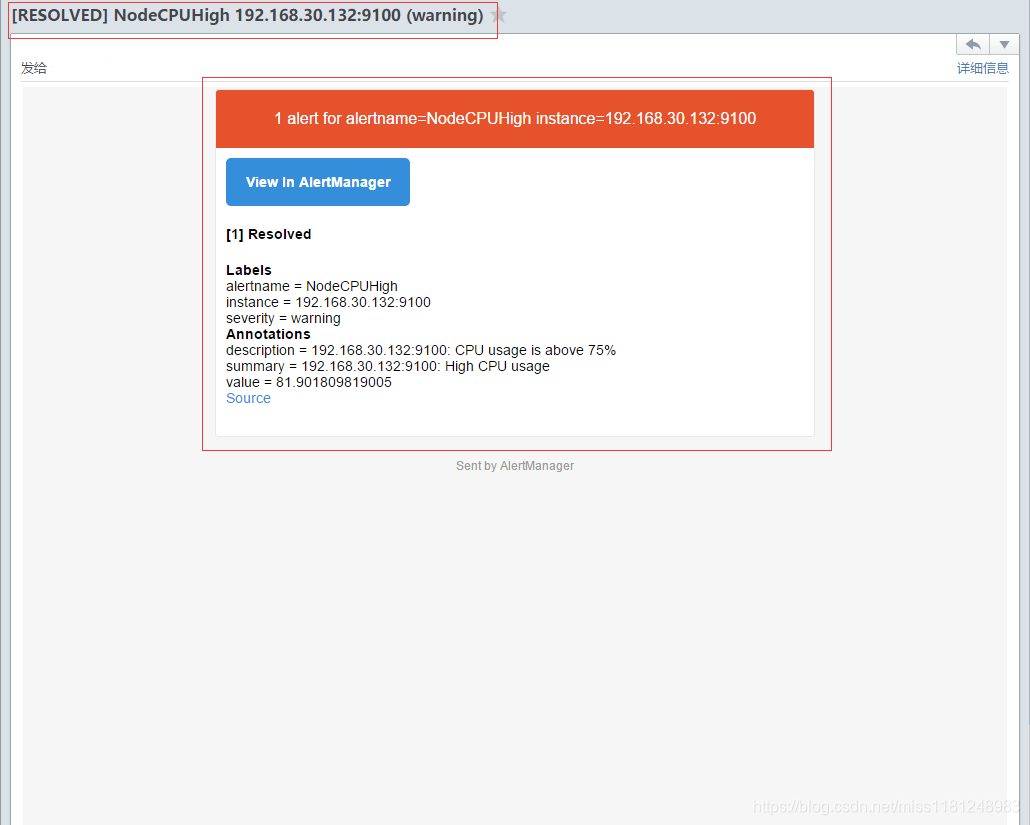 [RESOLVED] NodeCPUHigh 192.168.30.132:9100 (warning)
发给
详细信息
1 alert for alertname=NodeCPUHigh instance=192.168.30.132:9100
View In AlertManager
[1] Resolved
Labels
alertname = NodeCPUHigh
instance = 192.168.30.132:9100
severity = warning
Annotations
description = 192.168.30.132:9100: CPU usage is above 75%
summary = 192.168.30.132:9100: High CPU usage
value = 81.901809819005
Source
Sent by AlertManager
https://blog.csdn.net/miss1181248983